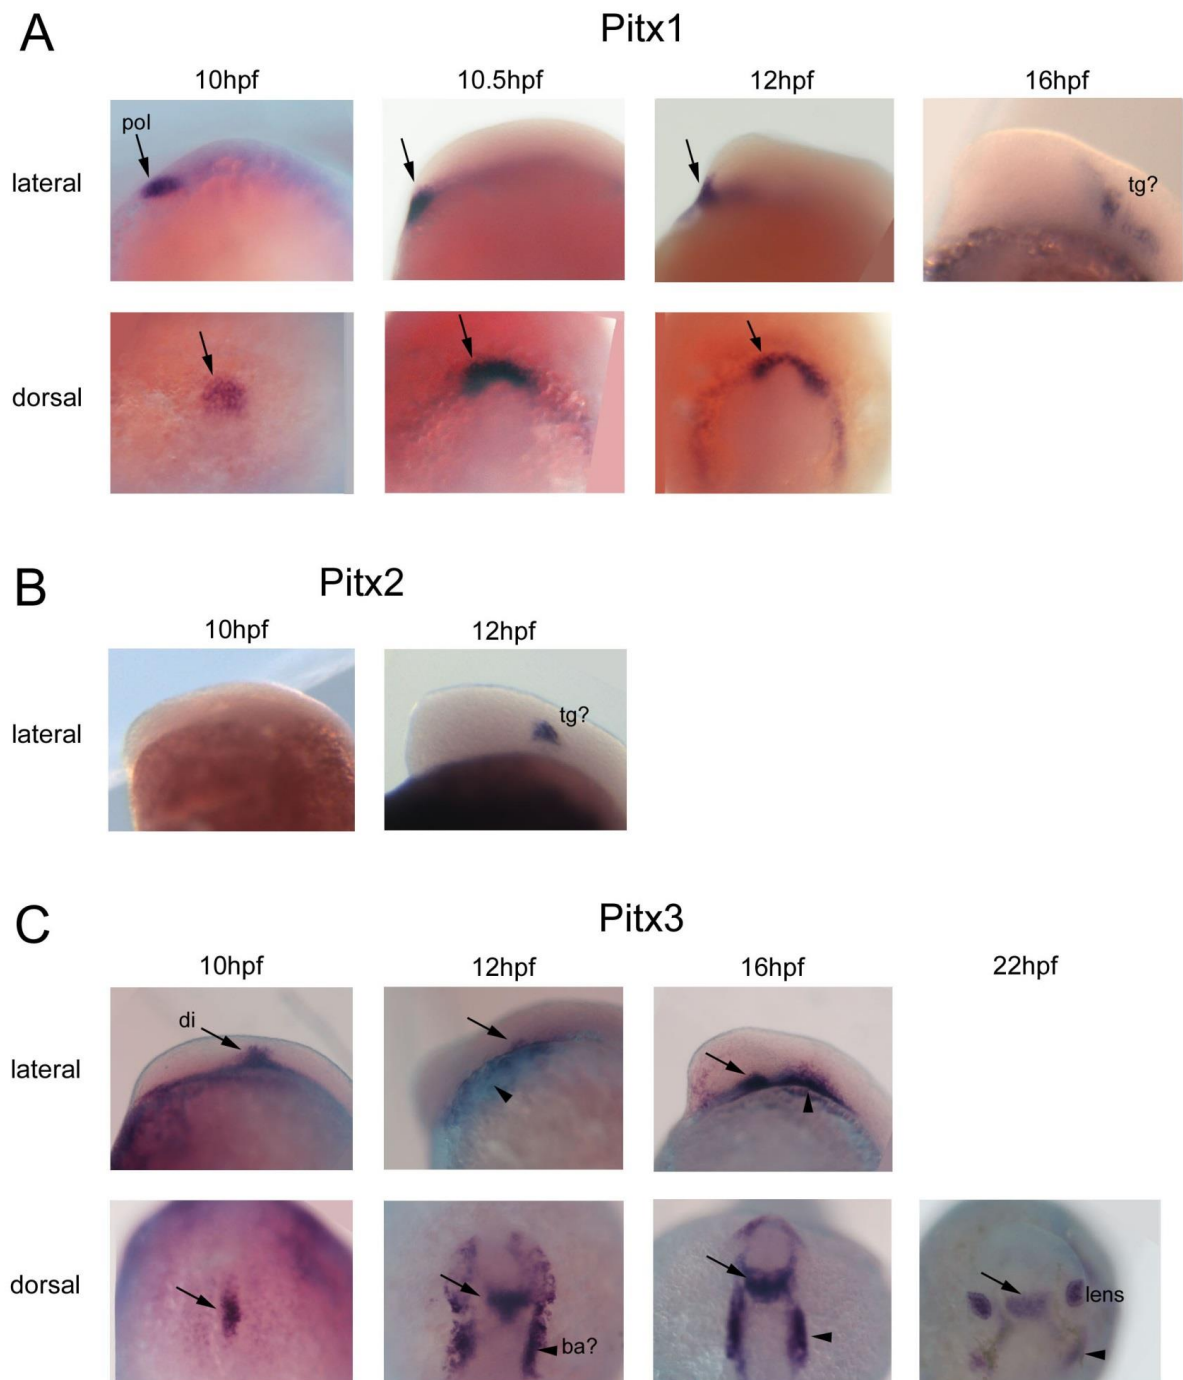 A
Pitx1
10hpf 10.5hpf 12hpf 16hpf
lateral
pol
tg?
dorsal
B
Pitx2
10hpf 12hpf
lateral
tg?
C
Pitx3
10hpf 12hpf 16hpf 22hpf
lateral
di
dorsal
ba?
lens